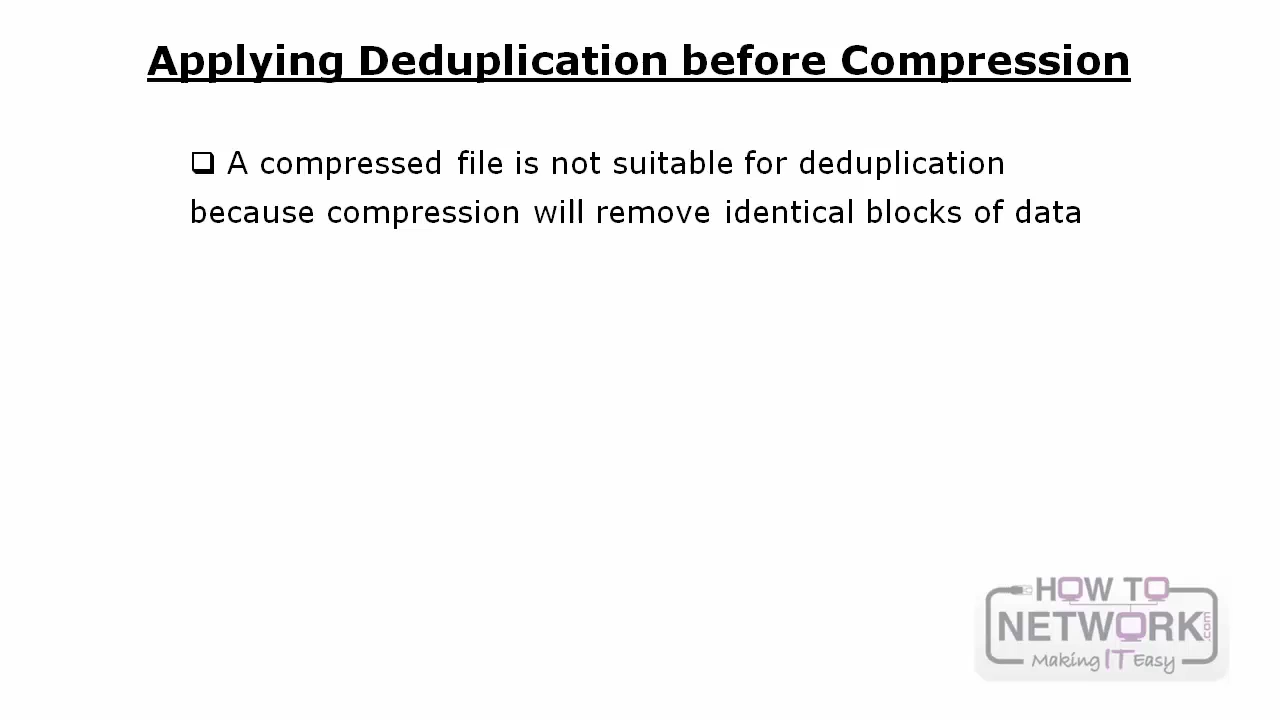 Applying Deduplication before Compression
❑ A compressed file is not suitable for deduplication
because compression will remove identical blocks of data
HOW TO
NETWORK.com
Making IT Easy